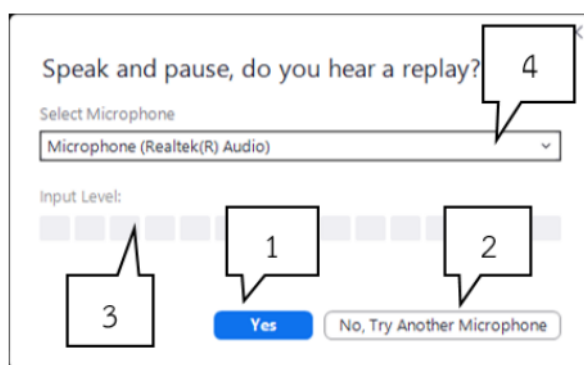 Speak and pause, do you hear a replay?
4
Select Microphone
Microphone (Realtek(R) Audio)
Input Level:
1
2
3
Yes
No, Try Another Microphone